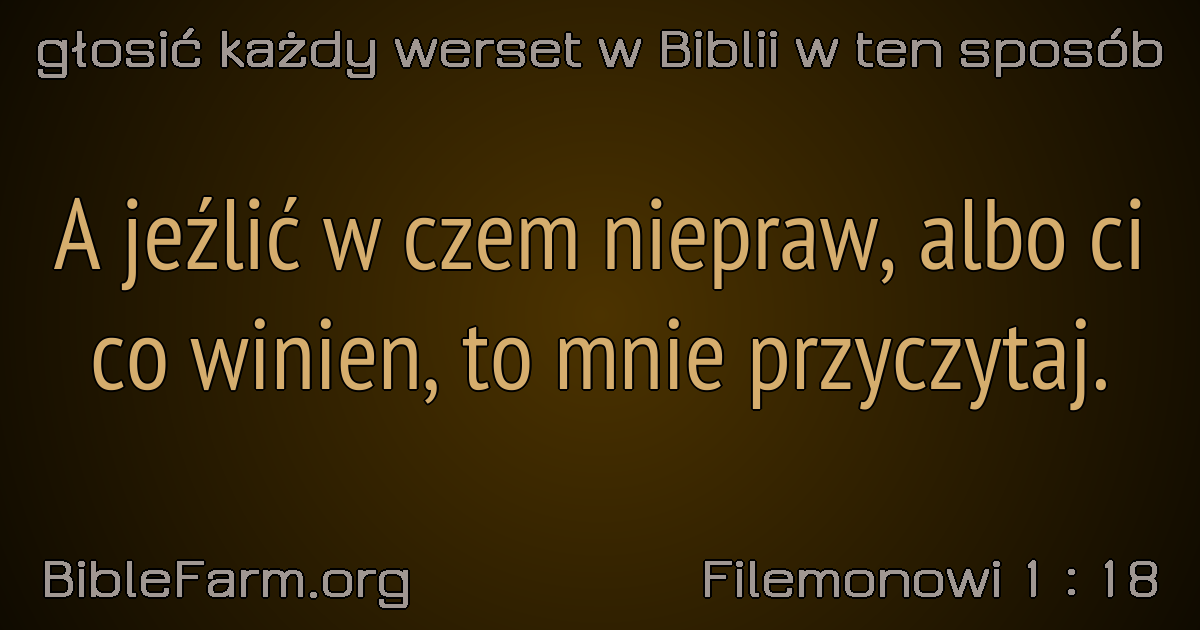 głosić każdy werset w Biblii w ten sposób
A jeźlić w czem niepraw, albo ci
co winien, to mnie przyczytaj.
BibleFarm.org
Filemonowi 1 : 18